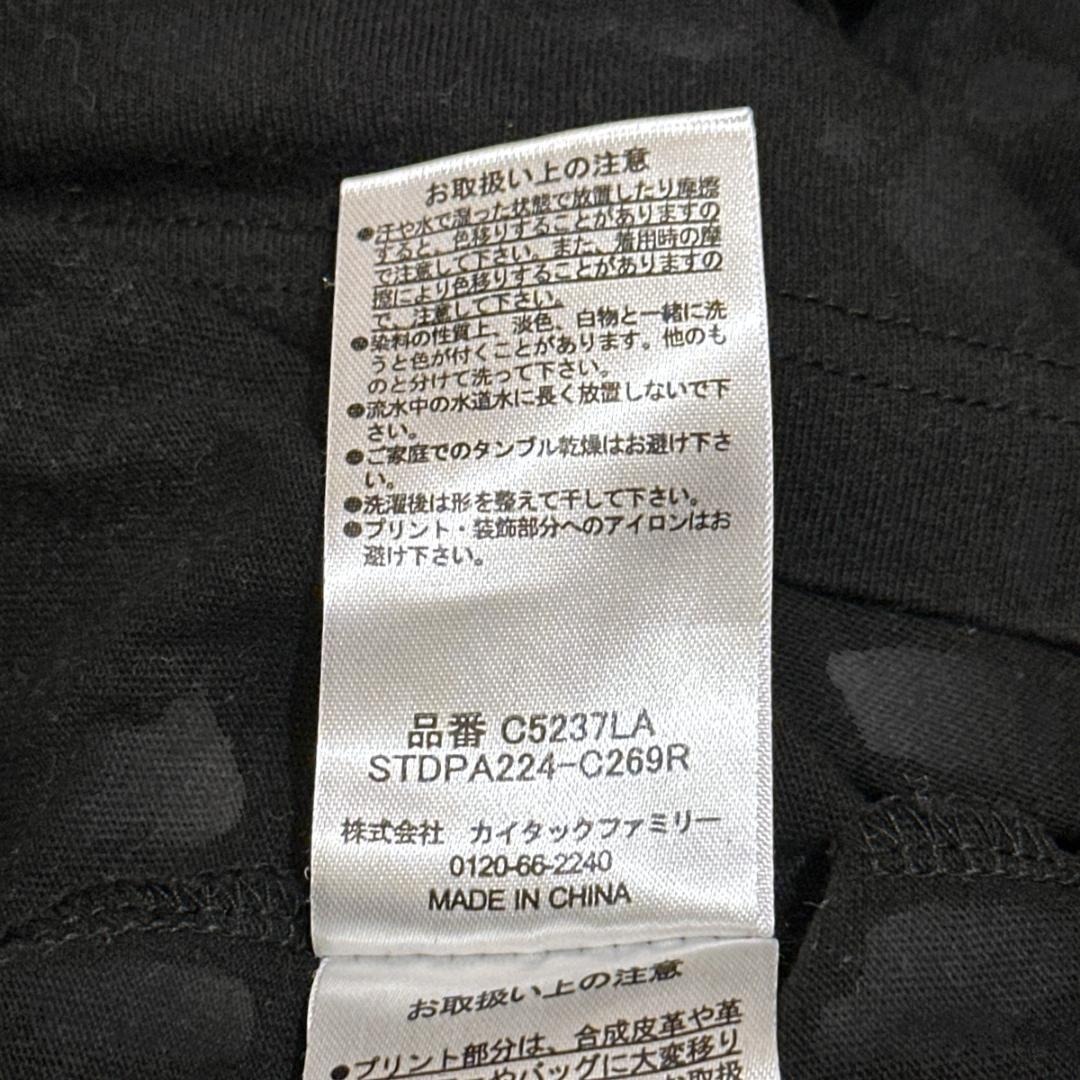 お取扱い上の注意
●汗や水で湿った状態で放置したり摩擦
すると、色移りすることがありますの
で注意して下さい。また、着用時の摩
擦により色移りすることがありますの
で、注意して下さい。
●染料の性質上、淡色、白物と一緒に洗
うと色が付くことがあります。他のも
のと分けて洗って下さい。
●流水中の水道水に長く放置しないで下
さい。
●ご家庭でのタンブル乾燥はお避け下さ
い。
●洗濯後は形を整えて干して下さい。
●プリント・装飾部分へのアイロンはお
避け下さい。
品番 C5237LA
STDPA224-C269R
株式会社 カイタックファミリー
0120-66-2240
MADE IN CHINA
お取扱い上の注意
●プリント部分は、合成皮革や革
やバッグに大変移り
お取扱